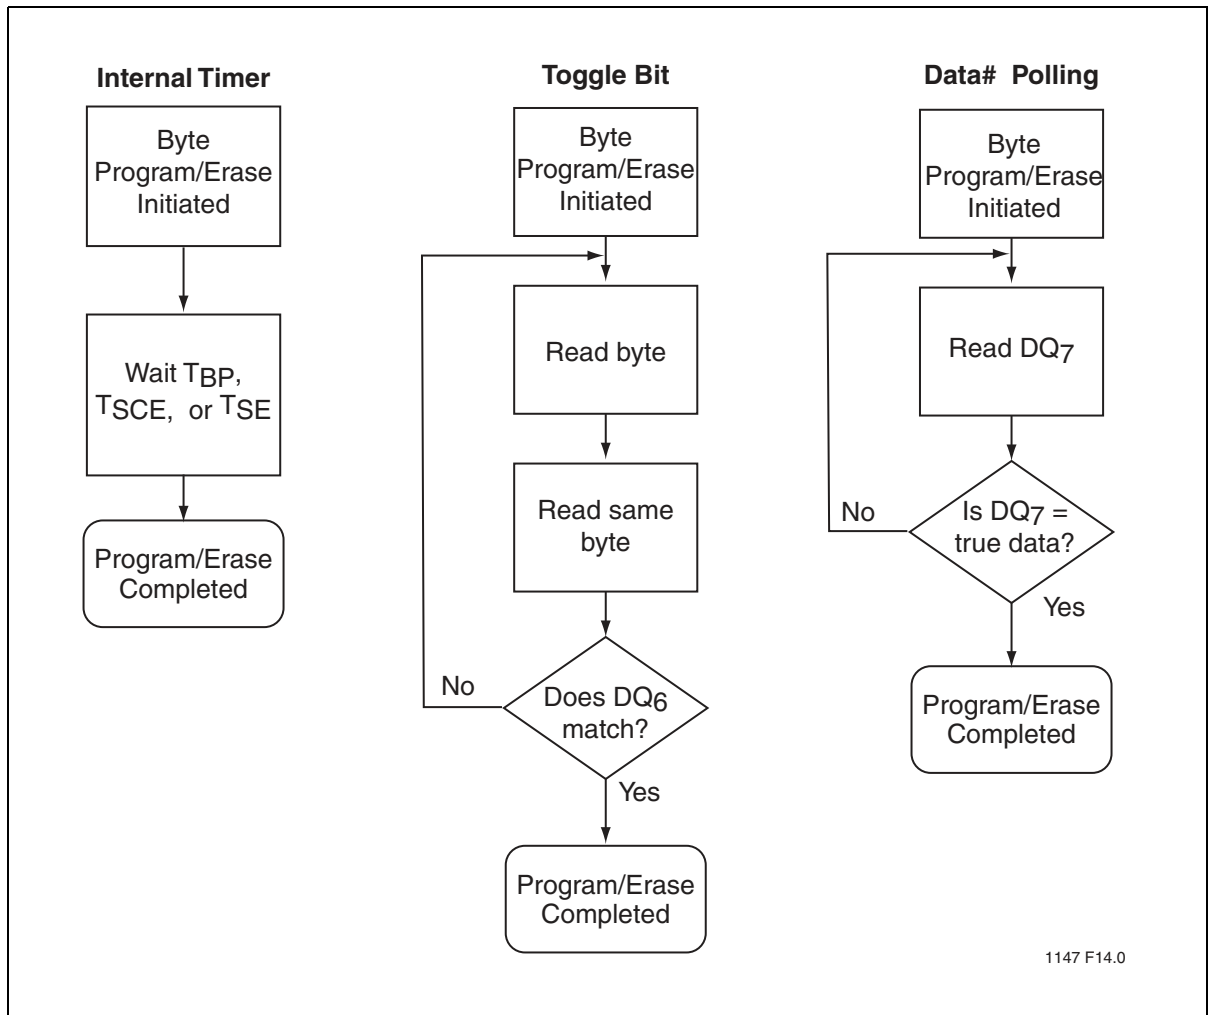 Internal Timer
Byte
Program/Erase
Initiated
Wait TBP,
TSCE, or TSE
Program/Erase
Completed
Toggle Bit
Byte
Program/Erase
Initiated
Read byte
Read same
byte
No
Does DQ6
match?
Yes
Program/Erase
Completed
Data# Polling
Byte
Program/Erase
Initiated
Read DQ7
No
Is DQ7 =
true data?
Yes
Program/Erase
Completed
1147 F14.0